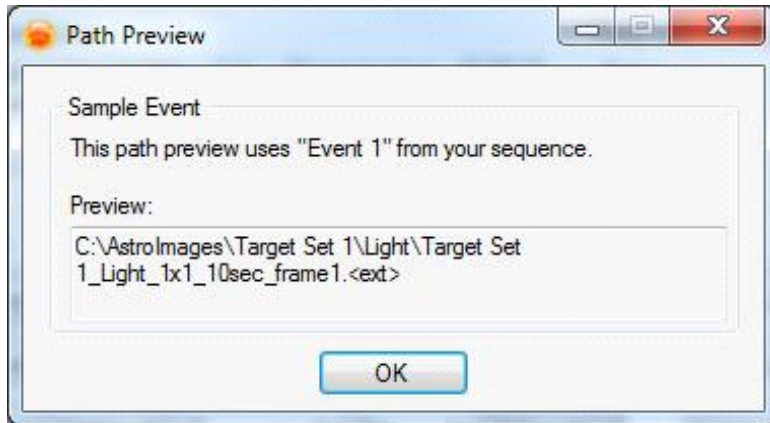 Path Preview
Sample Event
This path preview uses "Event 1" from your sequence.
Preview:
C:\AstroImages\Target Set 1\Light\Target Set
1_Light_1x1_10sec_frame1.<ext>
OK